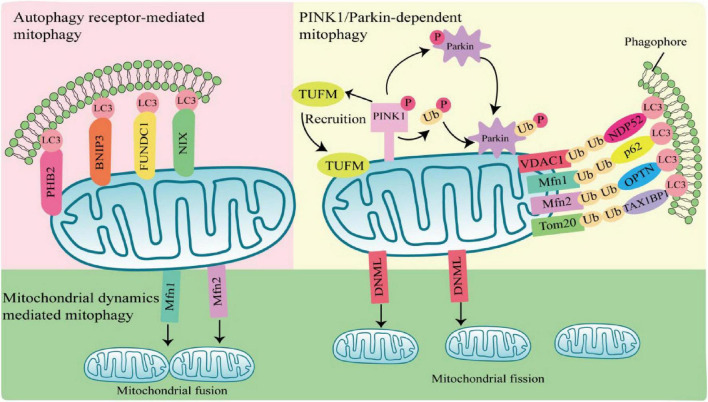 Autophagy receptor-mediated
mitophagy
LC3
LC3
LC3
LC3
PHB2
BNIP3
FUNDC1
NIX
PINK1/Parkin-dependent
mitophagy
Phagophore
P
Parkin
TUFM
PINK1
P
Recruition
Ub
P
TUFM
Parkin
Ub
P
VDAC1
Ub
Ub
NDP52
LC3
Mfn1
Ub
Ub
p62
LC3
Mfn2
Ub
Ub
OPTN
LC3
Tom20
Ub
Ub
TAX1BP1
LC3
Mitochondrial dynamics
mediated mitophagy
Mfn1
Mfn2
DNML
DNML
Mitochondrial fusion
Mitochondrial fission